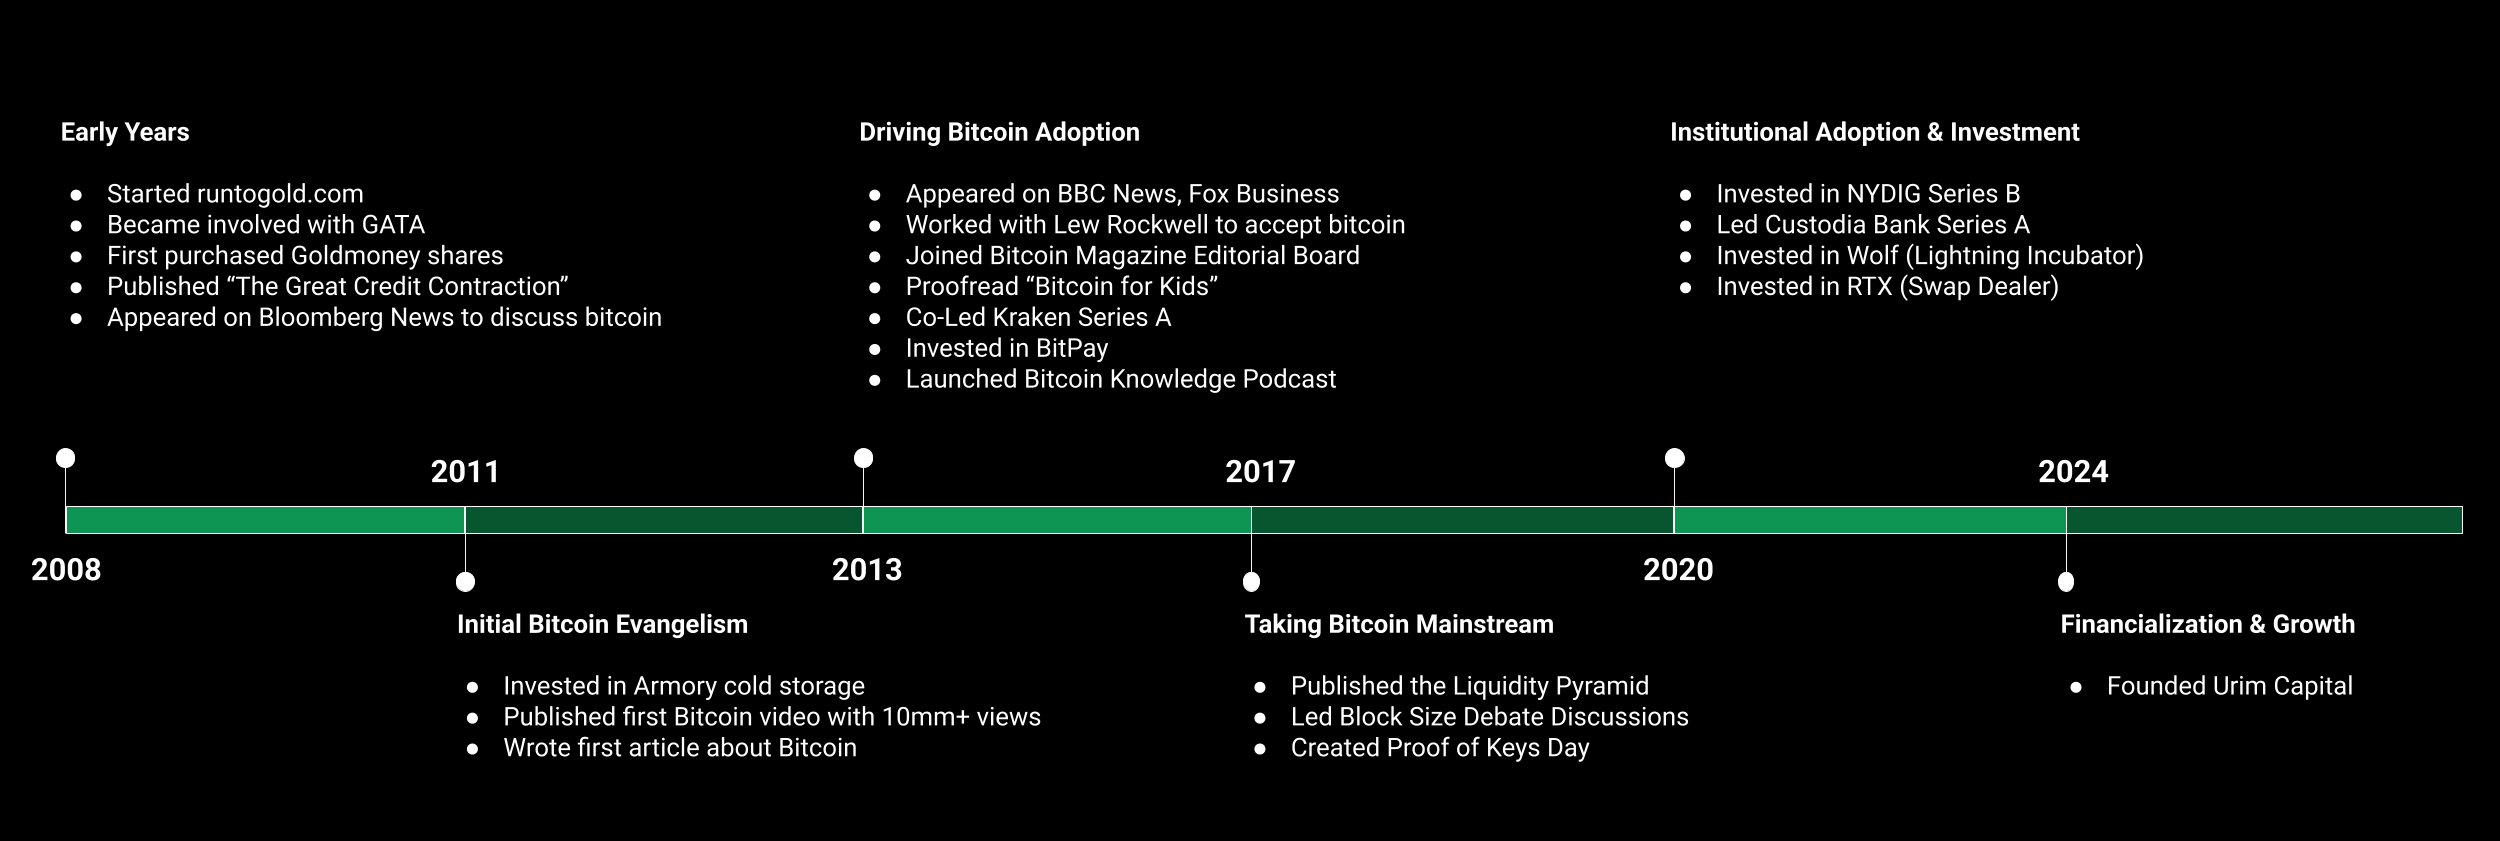 Early Years
● Started runtogold.com
● Became involved with GATA
● First purchased Goldmoney shares
● Published “The Great Credit Contraction”
● Appeared on Bloomberg News to discuss bitcoin
Driving Bitcoin Adoption
● Appeared on BBC News, Fox Business
● Worked with Lew Rockwell to accept bitcoin
● Joined Bitcoin Magazine Editorial Board
● Proofread “Bitcoin for Kids”
● Co-Led Kraken Series A
● Invested in BitPay
● Launched Bitcoin Knowledge Podcast
Institutional Adoption & Investment
● Invested in NYDIG Series B
● Led Custodia Bank Series A
● Invested in Wolf (Lightning Incubator)
● Invested in RTX (Swap Dealer)
2011
2017
2024
2008
2013
2020
Initial Bitcoin Evangelism
● Invested in Armory cold storage
● Published first Bitcoin video with 10mm+ views
● Wrote first article about Bitcoin
Taking Bitcoin Mainstream
● Published the Liquidity Pyramid
● Led Block Size Debate Discussions
● Created Proof of Keys Day
Financialization & Growth
● Founded Urim Capital